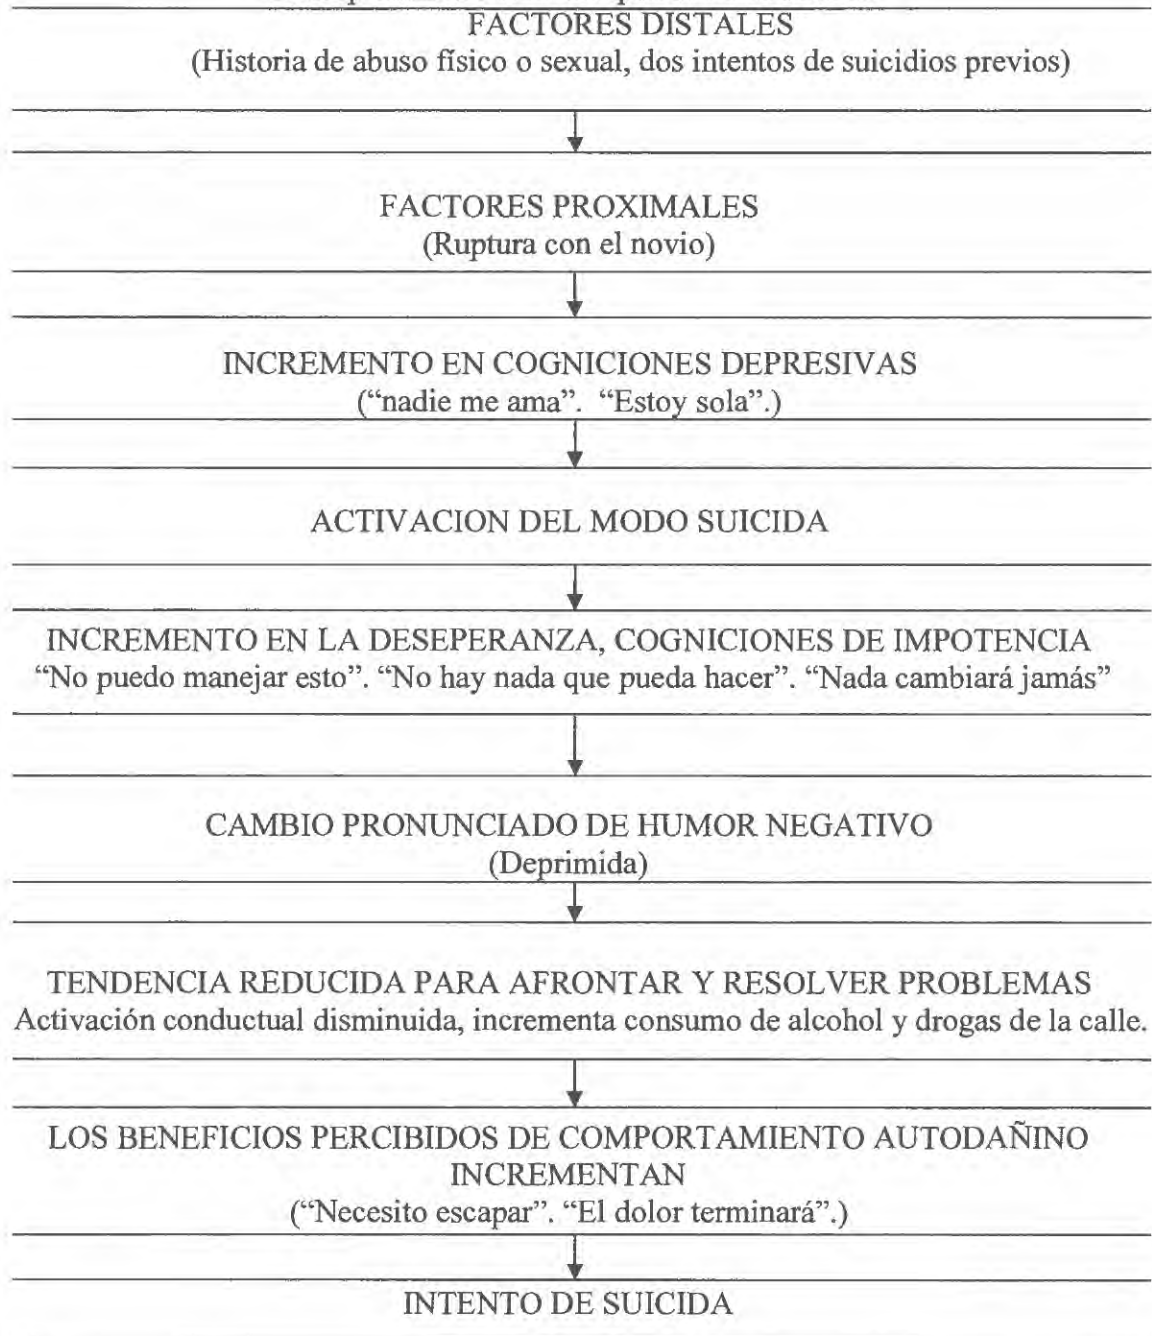 FACTORES DISTALES
(Historia de abuso físico o sexual, dos intentos de suicidios previos)
FACTORES PROXIMALES
(Ruptura con el novio)
INCREMENTO EN COGNICIONES DEPRESIVAS
(“nadie me ama”. “Estoy sola”.)
ACTIVACION DEL MODO SUICIDA
INCREMENTO EN LA DESEPERANZA, COGNICIONES DE IMPOTENCIA
“No puedo manejar esto”. “No hay nada que pueda hacer”. “Nada cambiará jamás”
CAMBIO PRONUNCIADO DE HUMOR NEGATIVO
(Deprimida)
TENDENCIA REDUCIDA PARA AFRONTAR Y RESOLVER PROBLEMAS
Activación conductual disminuida, incrementa consumo de alcohol y drogas de la calle.
LOS BENEFICIOS PERCIBIDOS DE COMPORTAMIENTO AUTODAÑINO
INCREMENTAN
(“Necesito escapar”. “El dolor terminará”.)
INTENTO DE SUICIDA